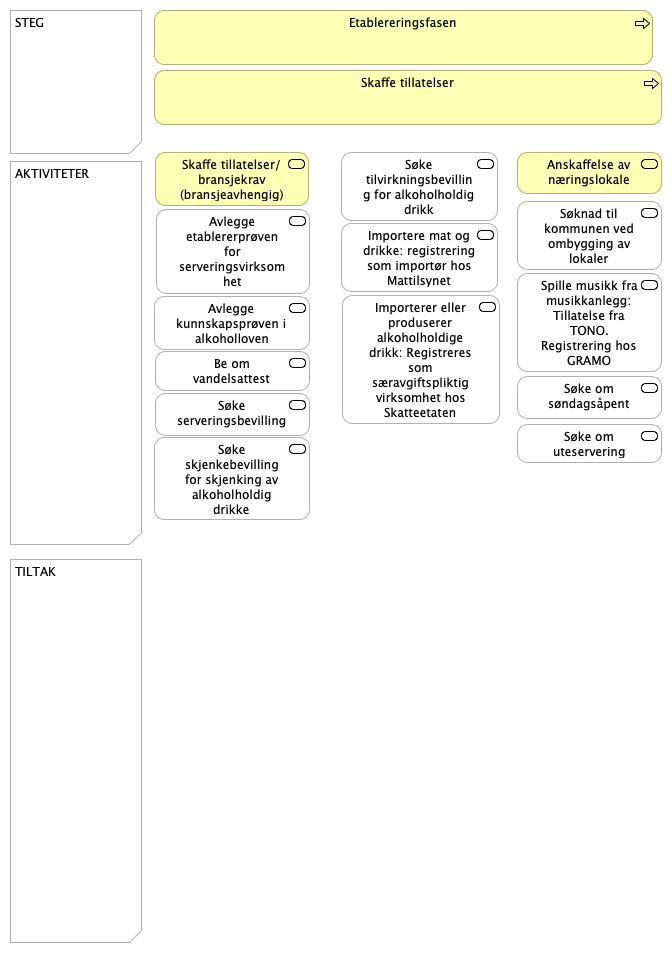 STEG
Etablereringsfasen
Skaffe tillatelser
AKTIVITETER
Skaffe tillatelser/
bransjekrav
(bransjeavhengig)
Avlegge
etablererprøven
for
serveringsvirksom
het
Avlegge
kunnskapsprøven i
alkoholloven
Be om
vandelsattest
Søke
serveringsbevilling
Søke
skjenkebevilling
for skjenking av
alkoholholdig
drikke
Søke
tilvirkningsbevillin
g for alkoholholdig
drikk
Importere mat og
drikke: registrering
som importør hos
Mattilsynet
Importerer eller
produserer
alkoholholdige
drikk: Registreres
som
særavgiftspliktig
virksomhet hos
Skatteetaten
Anskaffelse av
næringslokale
Søknad til
kommunen ved
ombygging av
lokaler
Spille musikk fra
musikkanlegg:
Tillatelse fra
TONO.
Registrering hos
GRAMO
Søke om
søndagsåpent
Søke om
uteservering
TILTAK